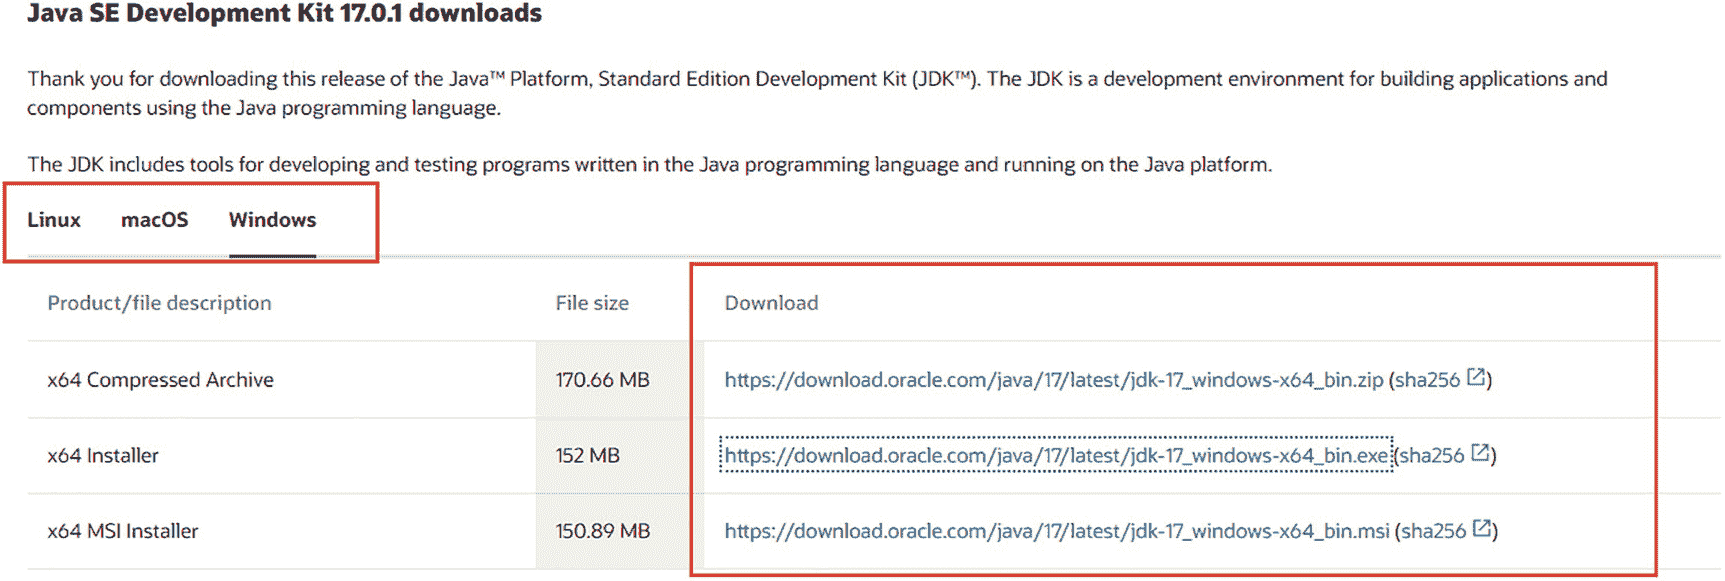 Java SE Development Kit 17.0.1 downloads
Thank you for downloading this release of the Java™ Platform, Standard Edition Development Kit (JDK™). The JDK is a development environment for building applications and
components using the Java programming language.
The JDK includes tools for developing and testing programs written in the Java programming language and running on the Java platform.
Linux macOS Windows
Product/file description File size Download
x64 Compressed Archive 170.66 MB https://download.oracle.com/java/17/latest/jdk-17_windows-x64_bin.zip (sha256)
x64 Installer 152 MB https://download.oracle.com/java/17/latest/jdk-17_windows-x64_bin.exe (sha256)
x64 MSI Installer 150.89 MB https://download.oracle.com/java/17/latest/jdk-17_windows-x64_bin.msi (sha256)